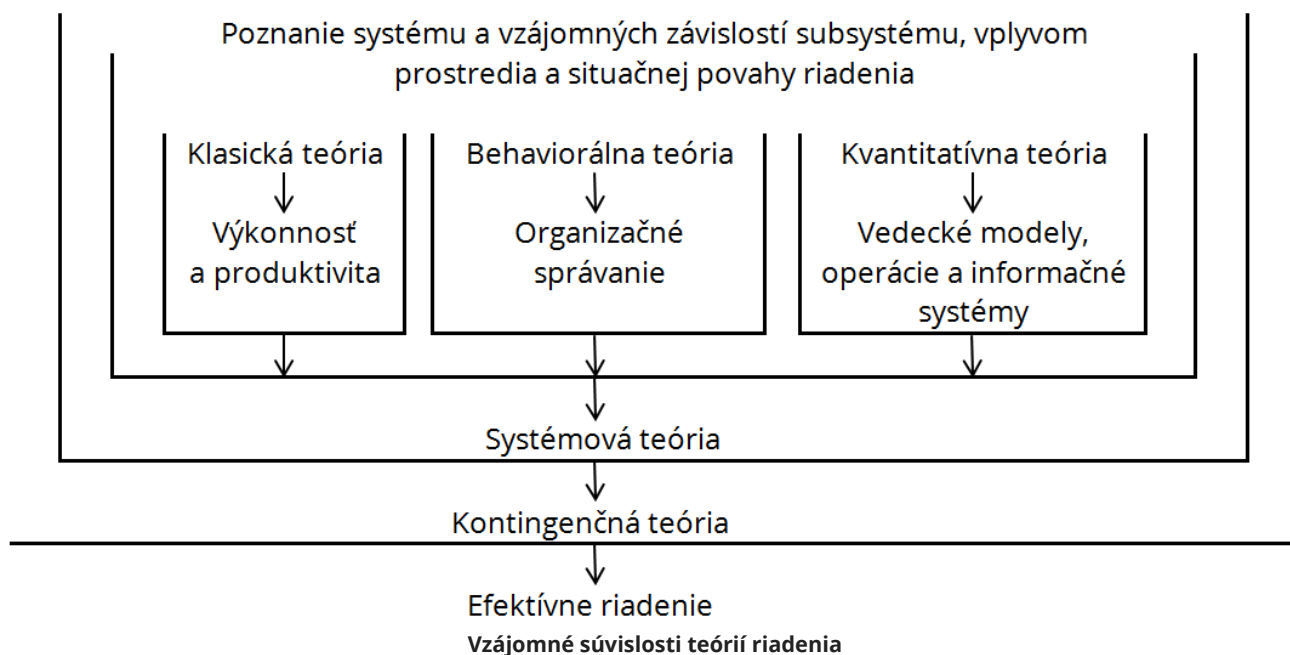 Poznanie systému a vzájomných závislostí subsystému, vplyvom
prostredia a situačnej povahy riadenia
Klasická teória
Výkonnosť
a produktivita
Behaviorálna teória
Organizačné
správanie
Kvantitatívna teória
Vedecké modely,
operácie a informačné
systémy
Systémová teória
Kontingenčná teória
Efektívne riadenie
Vzájomné súvislosti teórií riadenia